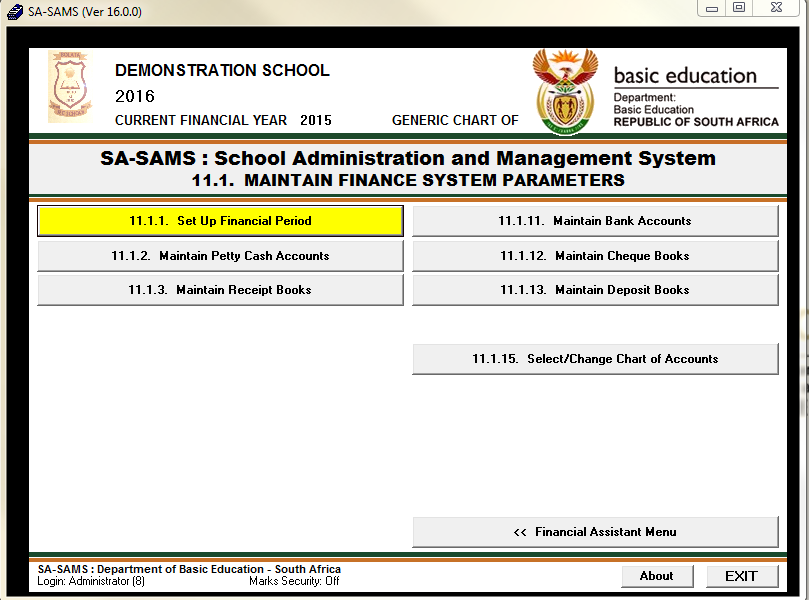 SA-SAMS (Ver 16.0.0)
DEMONSTRATION SCHOOL
2016
CURRENT FINANCIAL YEAR 2015 GENERIC CHART OF
basic education
Department:
Basic Education
REPUBLIC OF SOUTH AFRICA
SA-SAMS : School Administration and Management System
11.1. MAINTAIN FINANCE SYSTEM PARAMETERS
11.1.1. Set Up Financial Period
11.1.11. Maintain Bank Accounts
11.1.2. Maintain Petty Cash Accounts
11.1.12. Maintain Cheque Books
11.1.3. Maintain Receipt Books
11.1.13. Maintain Deposit Books
11.1.15. Select/Change Chart of Accounts
<< Financial Assistant Menu
SA-SAMS : Department of Basic Education - South Africa
Login: Administrator (8) Marks Security: Off
About
EXIT